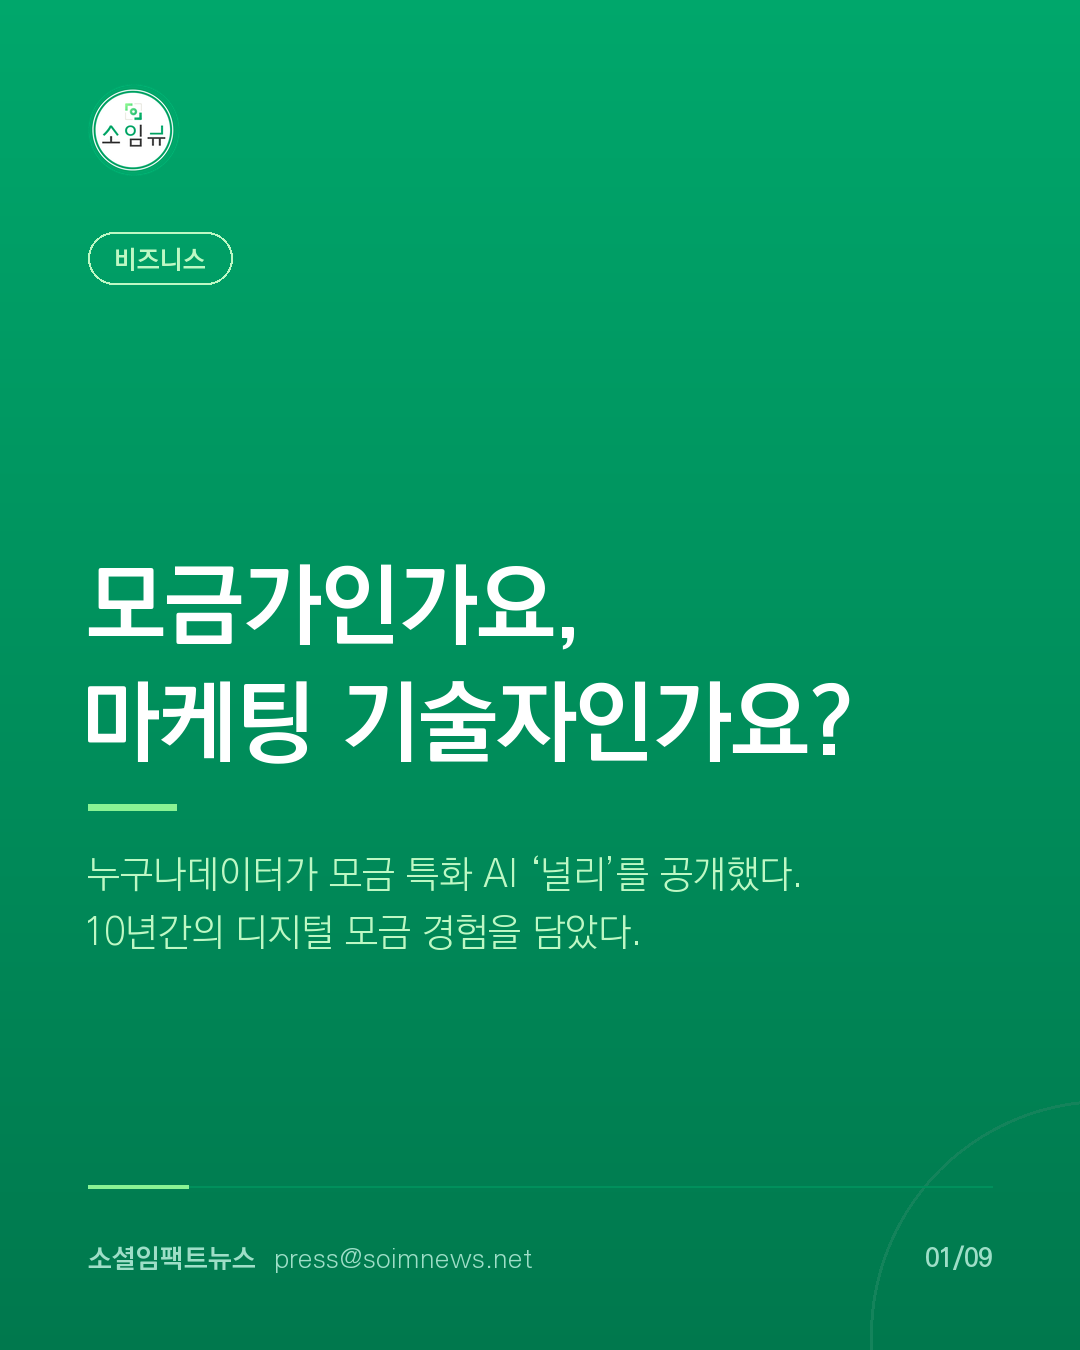 소임뉴
비즈니스
모금가인가요,
마케팅 기술자인가요?
누구나데이터가 모금 특화 AI ‘널리’를 공개했다.
10년간의 디지털 모금 경험을 담았다.
소셜임팩트뉴스 press@soimnews.net
01/09